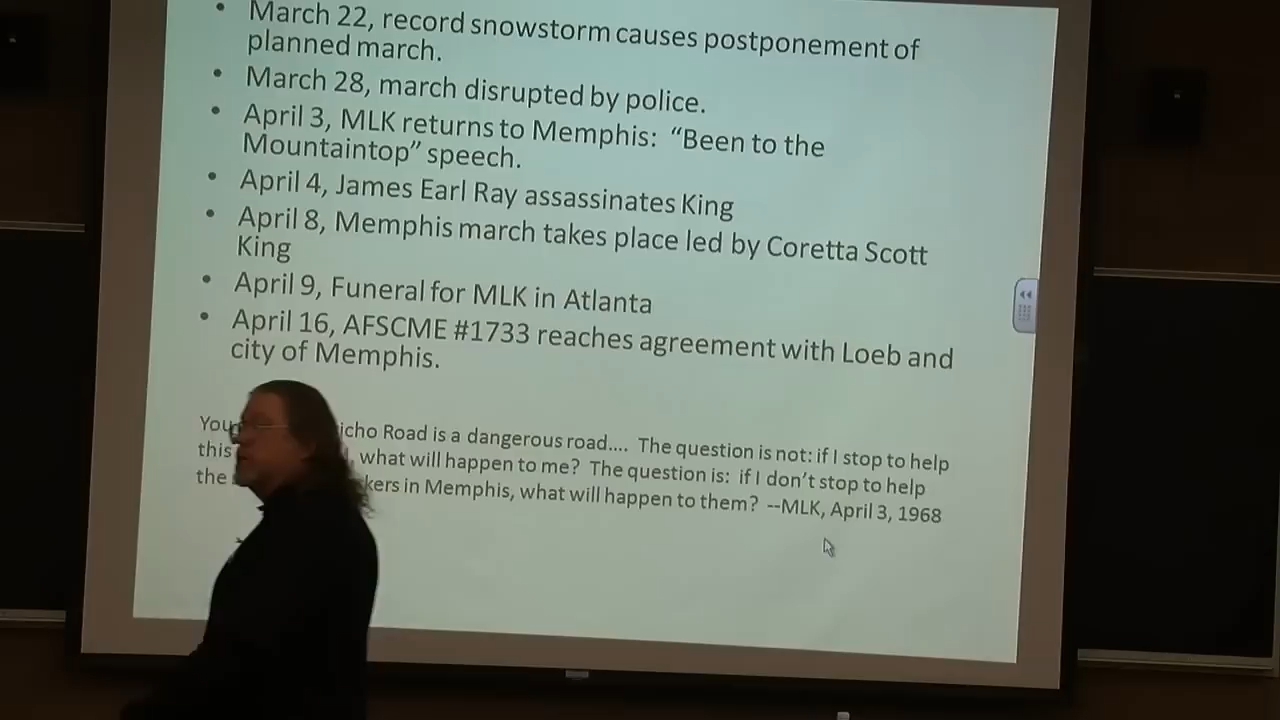 • March 22, record snowstorm causes postponement of
planned march.
• March 28, march disrupted by police.
• April 3, MLK returns to Memphis: “Been to the
Mountaintop” speech.
• April 4, James Earl Ray assassinates King
• April 8, Memphis march takes place led by Coretta Scott
King
• April 9, Funeral for MLK in Atlanta
• April 16, AFSCME #1733 reaches agreement with Loeb and
city of Memphis.
You icho Road is a dangerous road.... The question is not: if I stop to help
this , what will happen to me? The question is: if I don’t stop to help
the kers in Memphis, what will happen to them? --MLK, April 3, 1968